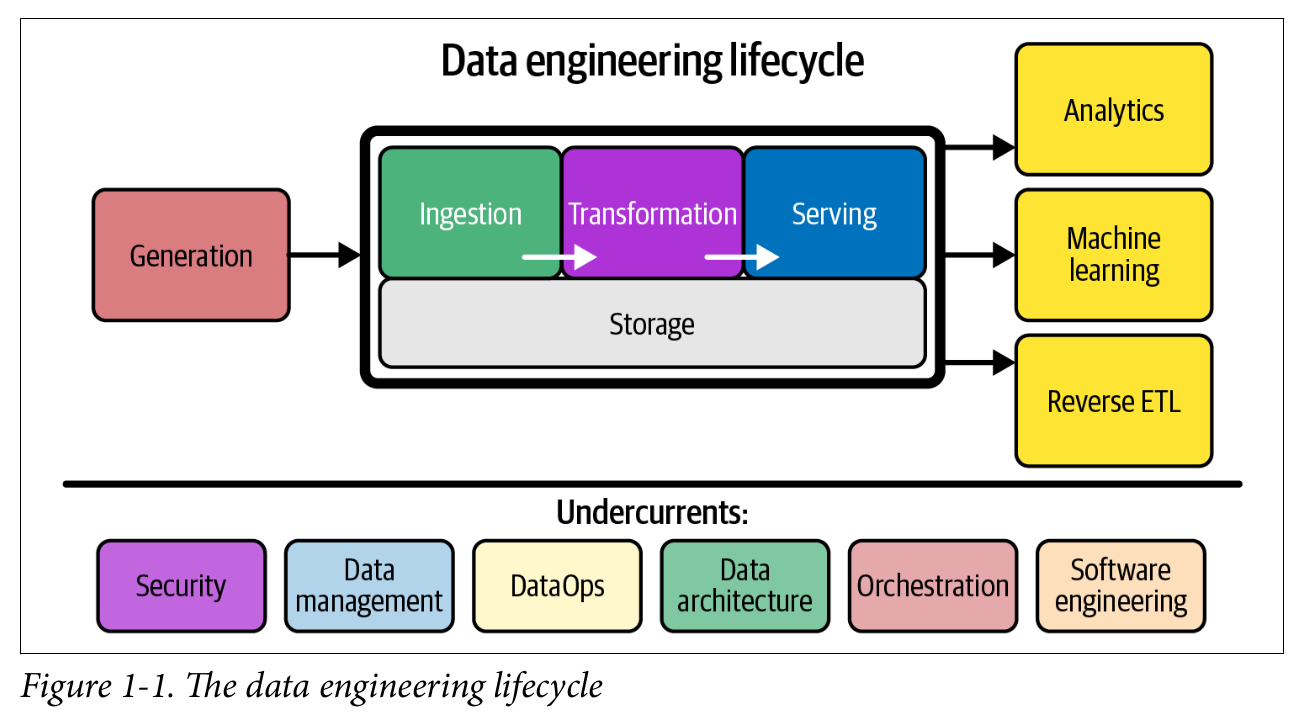 Data engineering lifecycle
Generation
Ingestion
Transformation
Serving
Storage
Analytics
Machine
learning
Reverse ETL
Undercurrents:
Security
Data
management
DataOps
Data
architecture
Orchestration
Software
engineering
Figure 1-1. The data engineering lifecycle